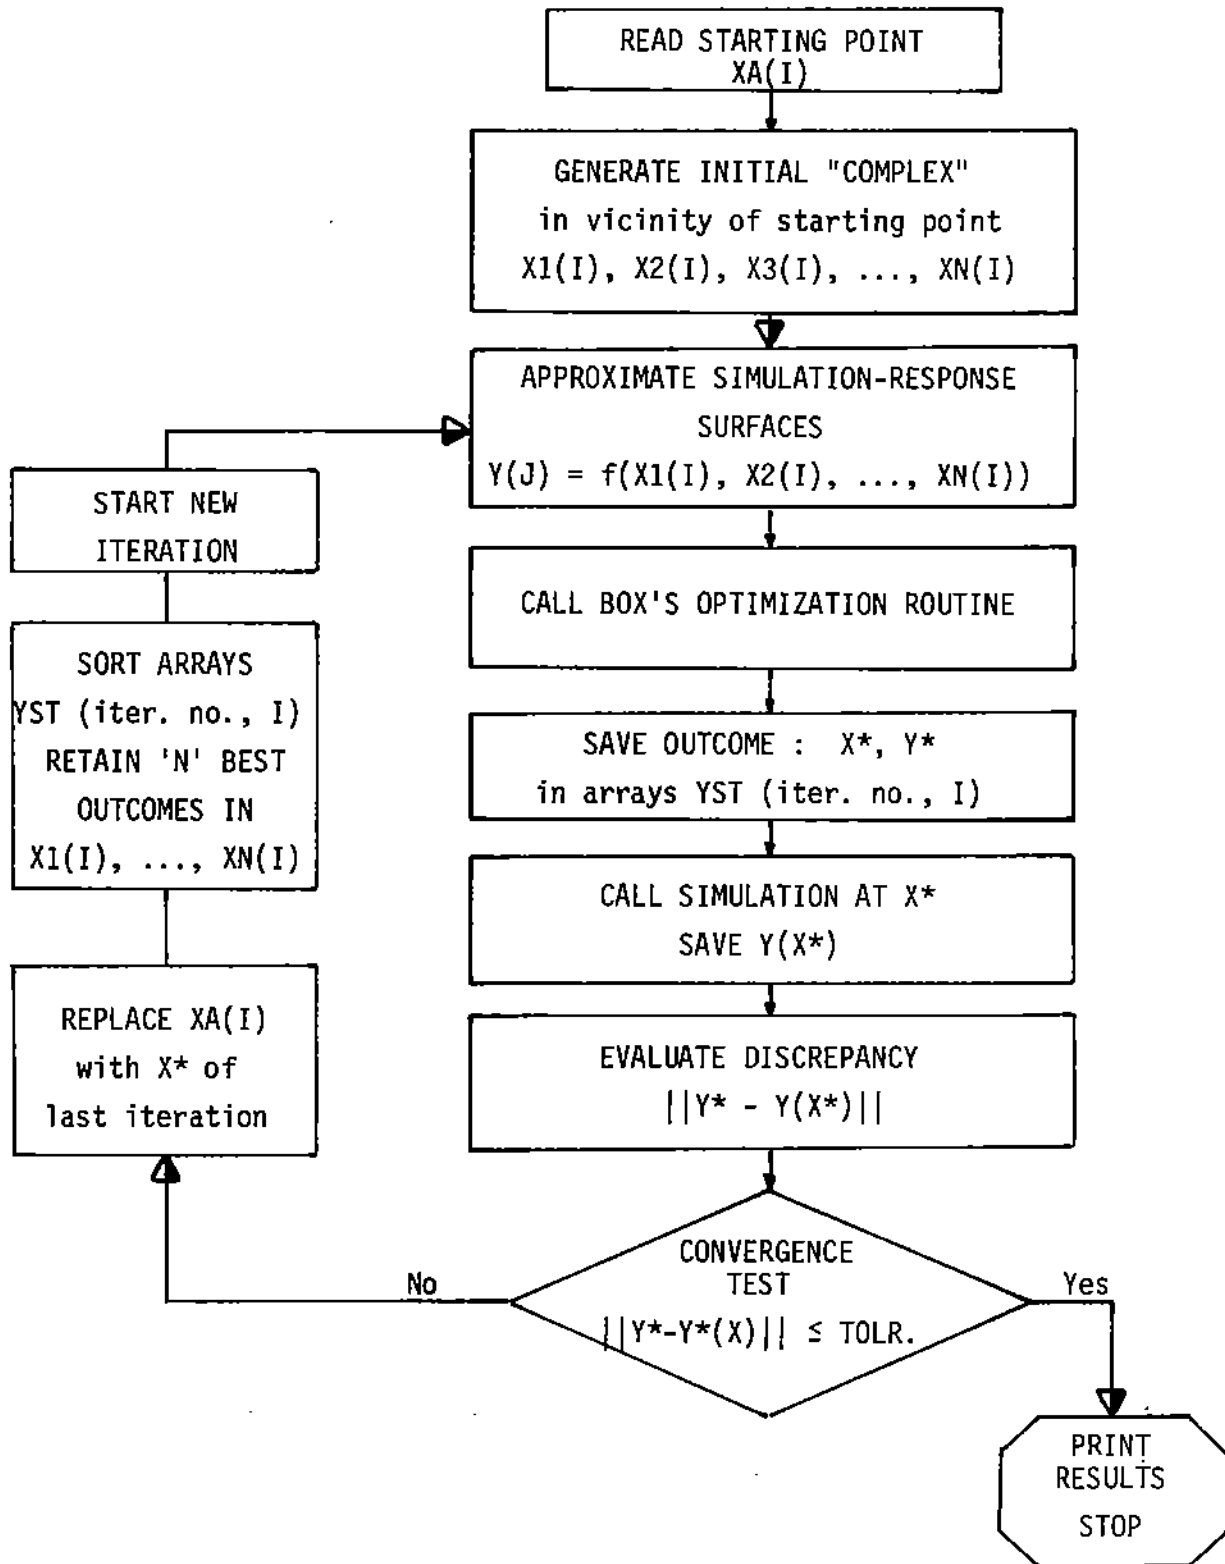 READ STARTING POINT
XA(I)
GENERATE INITIAL "COMPLEX"
in vicinity of starting point
X1(I), X2(I), X3(I), ..., XN(I)
APPROXIMATE SIMULATION-RESPONSE
SURFACES
Y(J) = f(X1(I), X2(I), ..., XN(I))
CALL BOX'S OPTIMIZATION ROUTINE
SAVE OUTCOME : X*, Y*
in arrays YST (iter. no., I)
CALL SIMULATION AT X*
SAVE Y(X*)
EVALUATE DISCREPANCY
||Y* - Y(X*)||
CONVERGENCE
TEST
||Y*-Y*(X)|| ≤ TOLR.
No
Yes
REPLACE XA(I)
with X* of
last iteration
SORT ARRAYS
YST (iter. no., I)
RETAIN 'N' BEST
OUTCOMES IN
X1(I), ..., XN(I)
START NEW
ITERATION
PRINT
RESULTS
STOP